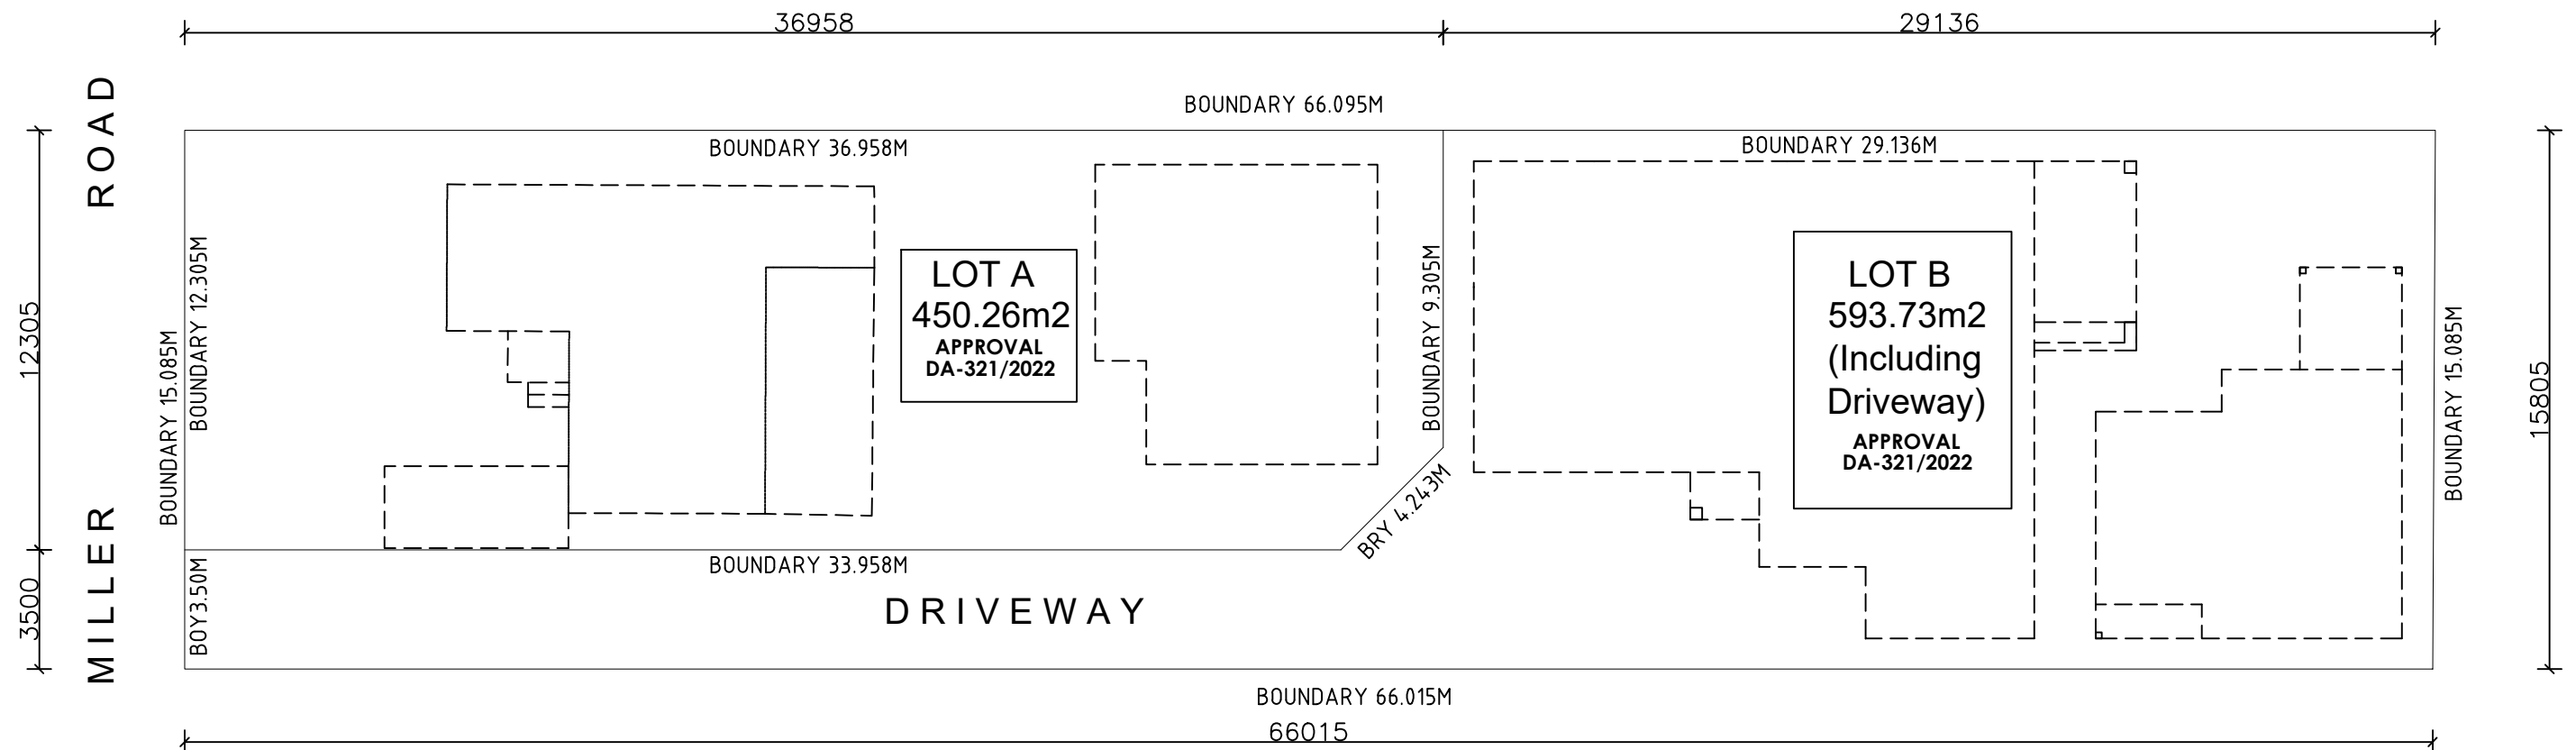 36958
29136
BOUNDARY 66.095M
BOUNDARY 36.958M
BOUNDARY 29.136M
MILLER ROAD
12305
3500
BOUNDARY 15.085M
BOUNDARY 12.305M
BOY3.50M
LOT A
450.26m2
APPROVAL
DA-321/2022
BOUNDARY 9.305M
BRY 4.243M
LOT B
593.73m2
(Including
Driveway)
APPROVAL
DA-321/2022
BOUNDARY 15.085M
15805
BOUNDARY 33.958M
DRIVEWAY
BOUNDARY 66.015M
66015